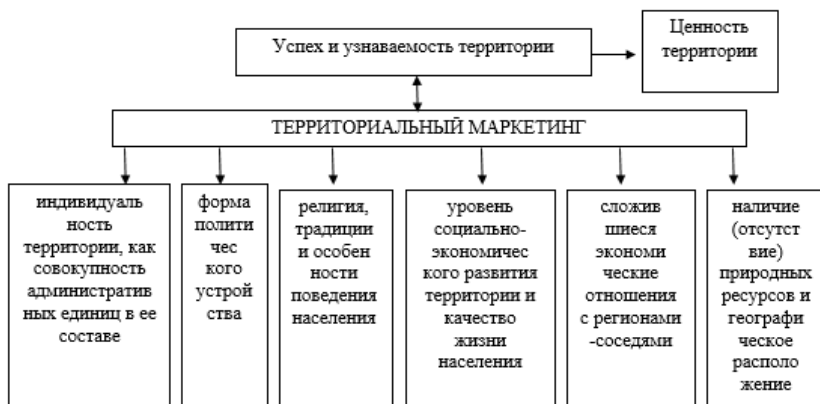 Ценность
территории
Успех и узнаваемость территории
ТЕРРИТОРИАЛЬНЫЙ МАРКЕТИНГ
индивидуаль
ность
территории, как
совокупность
административ
ных единиц в ее
составе
форма
полити
чес
кого
устрой
ства
религия,
традиции
и особен
ности
поведения
населения
уровень
социально-
экономичес
кого развития
территории и
качество
жизни
населения
сложив
шиеся
эконом
ические
отношения
с регионами
-соседями
наличие
(отсутст
вие)
природных
ресурсов и
географи
ческое
располо
жение